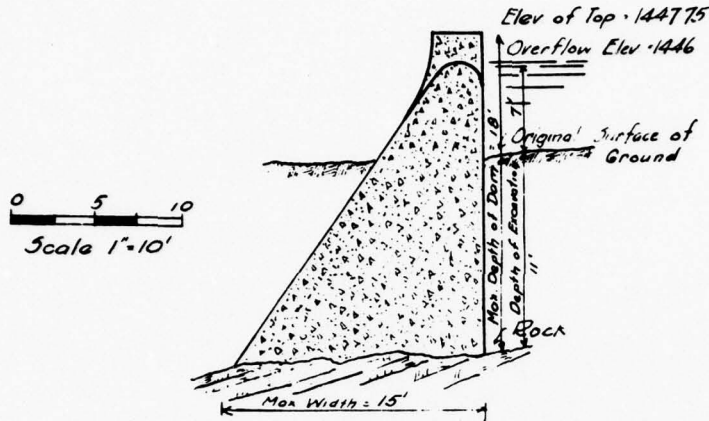 Elev of Top = 1447.75
Overflow Elev = 1446
7'
Original Surface of
Ground
0 5 10
Scale 1"=10'
Max Depth of Dam = 18'
Depth of Excavation
11'
Rock
Max Width = 15'